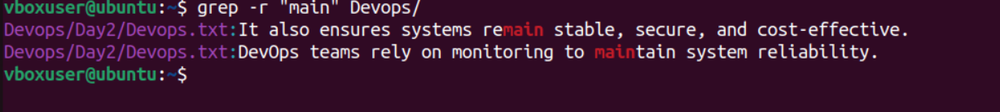 vboxuser@ubuntu:~$ grep -r "main" Devops/
Devops/Day2/Devops.txt:It also ensures systems remain stable, secure, and cost-effective.
Devops/Day2/Devops.txt:DevOps teams rely on monitoring to maintain system reliability.
vboxuser@ubuntu:~$